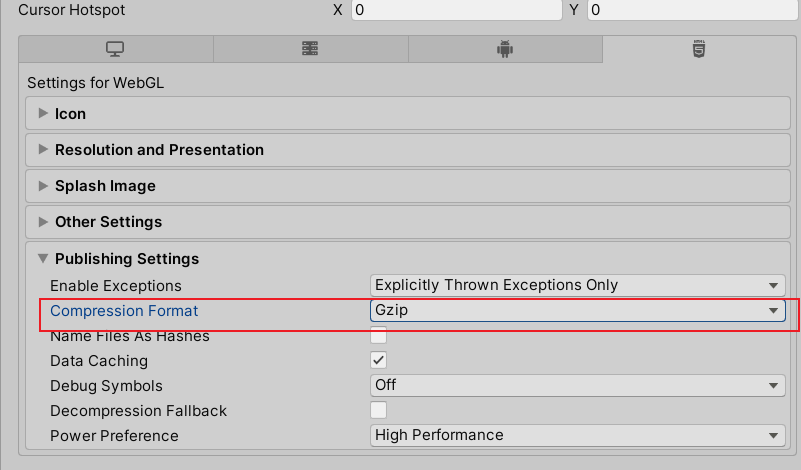 Cursor Hotspot X 0 Y 0
Settings for WebGL
Icon
Resolution and Presentation
Splash Image
Other Settings
Publishing Settings
Enable Exceptions Explicitly Thrown Exceptions Only
Compression Format Gzip
Name Files As Hashes
Data Caching
Debug Symbols Off
Decompression Fallback
Power Preference High Performance